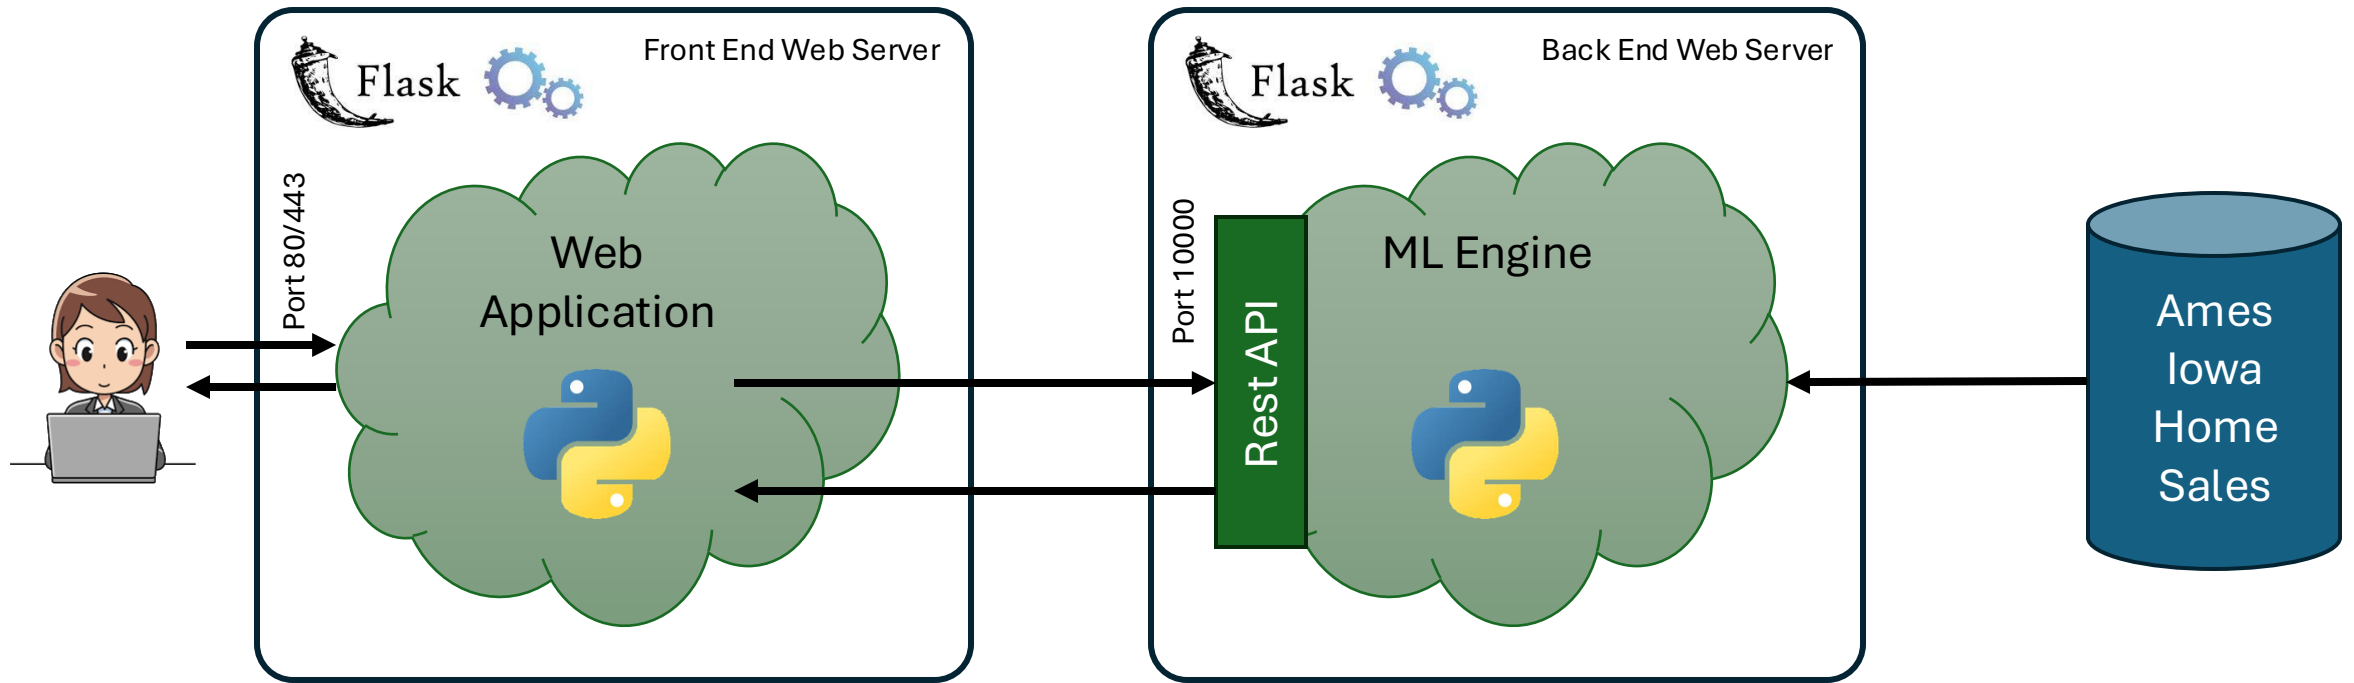 Flask
Front End Web Server
Port 80/443
Web
Application
Flask
Back End Web Server
Port 10000
Rest API
ML Engine
Ames
Iowa
Home
Sales